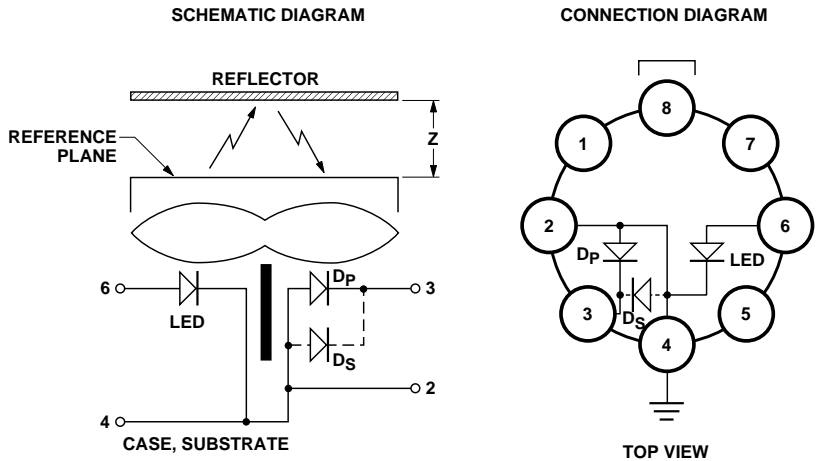 SCHEMATIC DIAGRAM
REFLECTOR
REFERENCE
PLANE
Z
6
LED
DP
3
DS
2
4
CASE, SUBSTRATE
CONNECTION DIAGRAM
8
1
7
2
6
DP
LED
DS
3
5
4
TOP VIEW